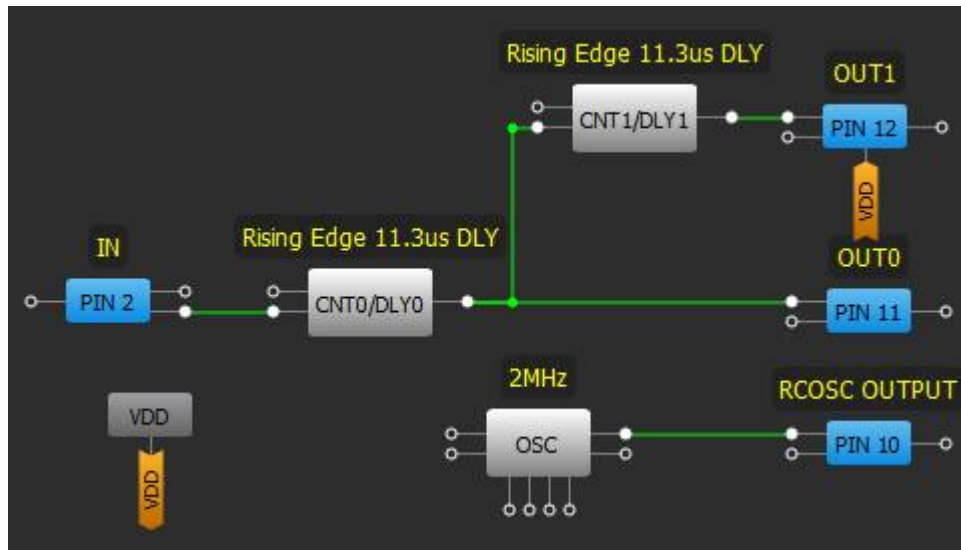 Rising Edge 11.3us DLY
OUT1
CNT1/DLY1
PIN 12
VDD
IN
Rising Edge 11.3us DLY
OUT0
PIN 2
CNT0/DLY0
PIN 11
2MHz
RCOSC OUTPUT
VDD
OSC
PIN 10
VDD